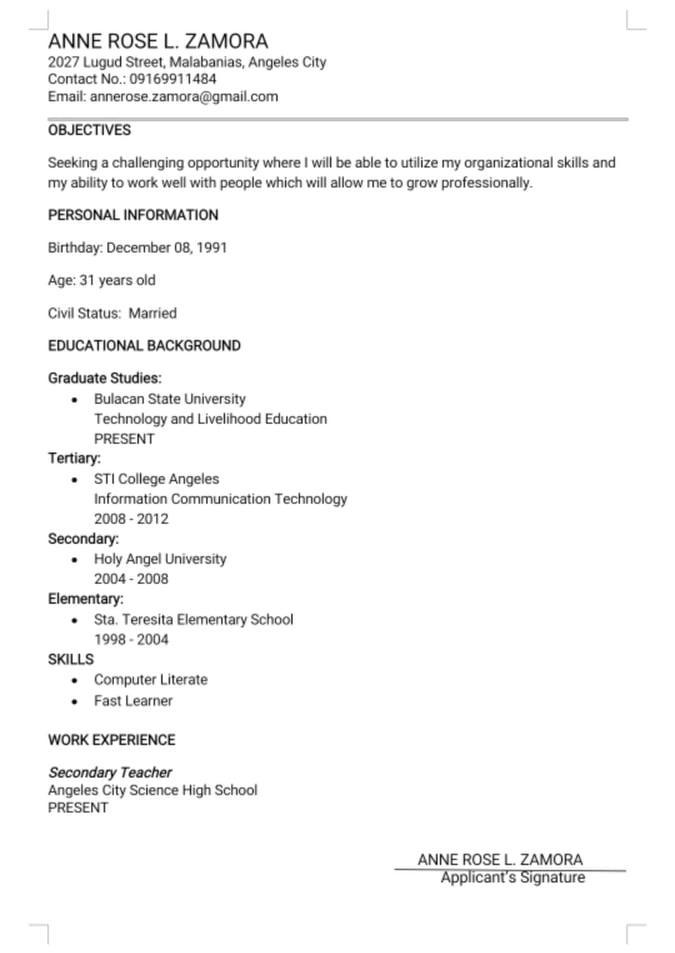 ANNE ROSE L. ZAMORA
2027 Lugud Street, Malabanias, Angeles City
Contact No.: 09169911484
Email: annerose.zamora@gmail.com
OBJECTIVES
Seeking a challenging opportunity where I will be able to utilize my organizational skills and
my ability to work well with people which will allow me to grow professionally.
PERSONAL INFORMATION
Birthday: December 08, 1991
Age: 31 years old
Civil Status:  Married
EDUCATIONAL BACKGROUND
Graduate Studies:
• Bulacan State University
Technology and Livelihood Education
PRESENT
Tertiary:
• STI College Angeles
Information Communication Technology
2008 - 2012
Secondary:
• Holy Angel University
2004 - 2008
Elementary:
• Sta. Teresita Elementary School
1998 - 2004
SKILLS
• Computer Literate
• Fast Learner
WORK EXPERIENCE
Secondary Teacher
Angeles City Science High School
PRESENT
ANNE ROSE L. ZAMORA
Applicant's Signature